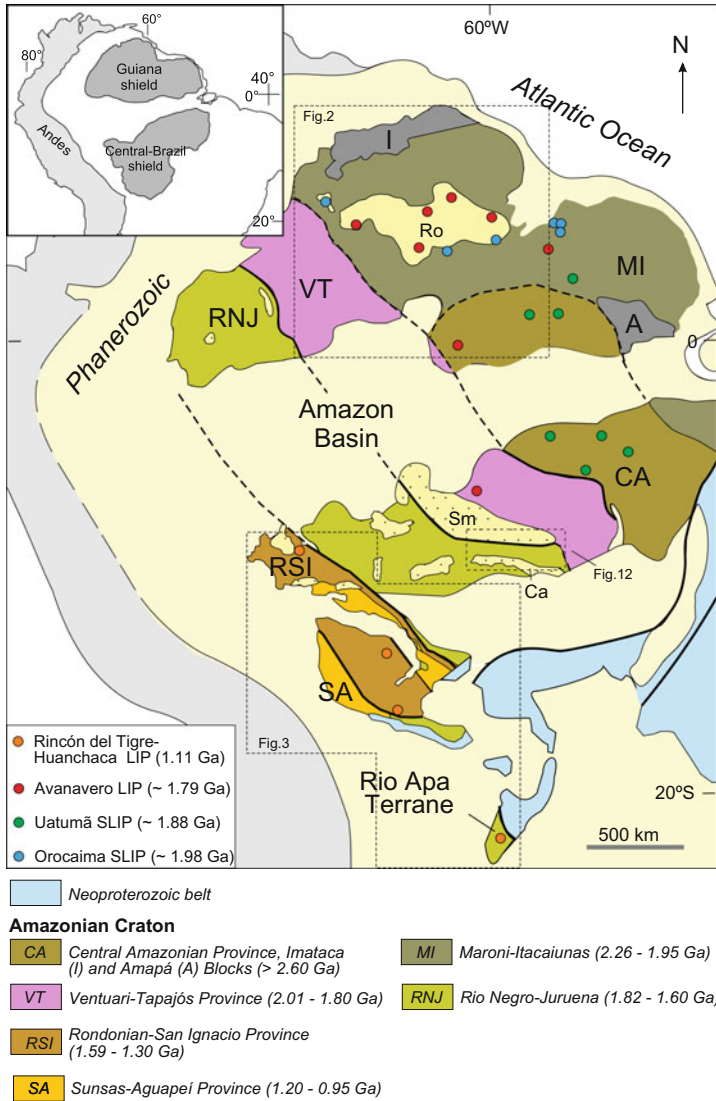 60°
80°
Guiana
shield
40°
0°
Andes
Central-Brazil
shield
20°
60ºW
N
Atlantic Ocean
Fig.2
I
Ro
MI
VT
RNJ
A
0
Phanerozoic
Amazon
Basin
CA
Sm
RSI
Fig.12
Ca
SA
Rincón del Tigre-
Huanchaca LIP (1.11 Ga)
Avanavero LIP (~ 1.79 Ga)
Uatumã SLIP (~ 1.88 Ga)
Orocaima SLIP (~ 1.98 Ga)
Fig.3
Rio Apa
Terrane
20ºS
500 km
Neoproterozoic belt
Amazonian Craton
CA Central Amazonian Province, Imataca
(I) and Amapá (A) Blocks (> 2.60 Ga)
MI Maroni-Itacaiunas (2.26 - 1.95 Ga)
VT Ventuari-Tapajós Province (2.01 - 1.80 Ga)
RNJ Rio Negro-Juruena (1.82 - 1.60 Ga)
RSI Rondonian-San Ignacio Province
(1.59 - 1.30 Ga)
SA Sunsas-Aguapeí Province (1.20 - 0.95 Ga)